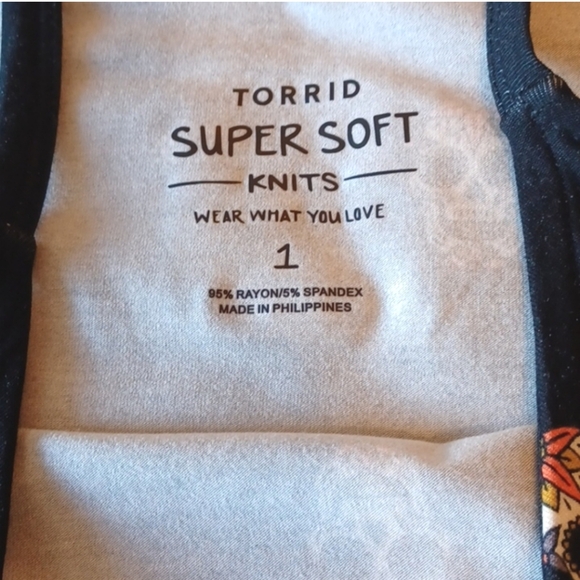 TORRID
SUPER SOFT
KNITS
WEAR WHAT YOU LOVE
1
95% RAYON/5% SPANDEX
MADE IN PHILIPPINES